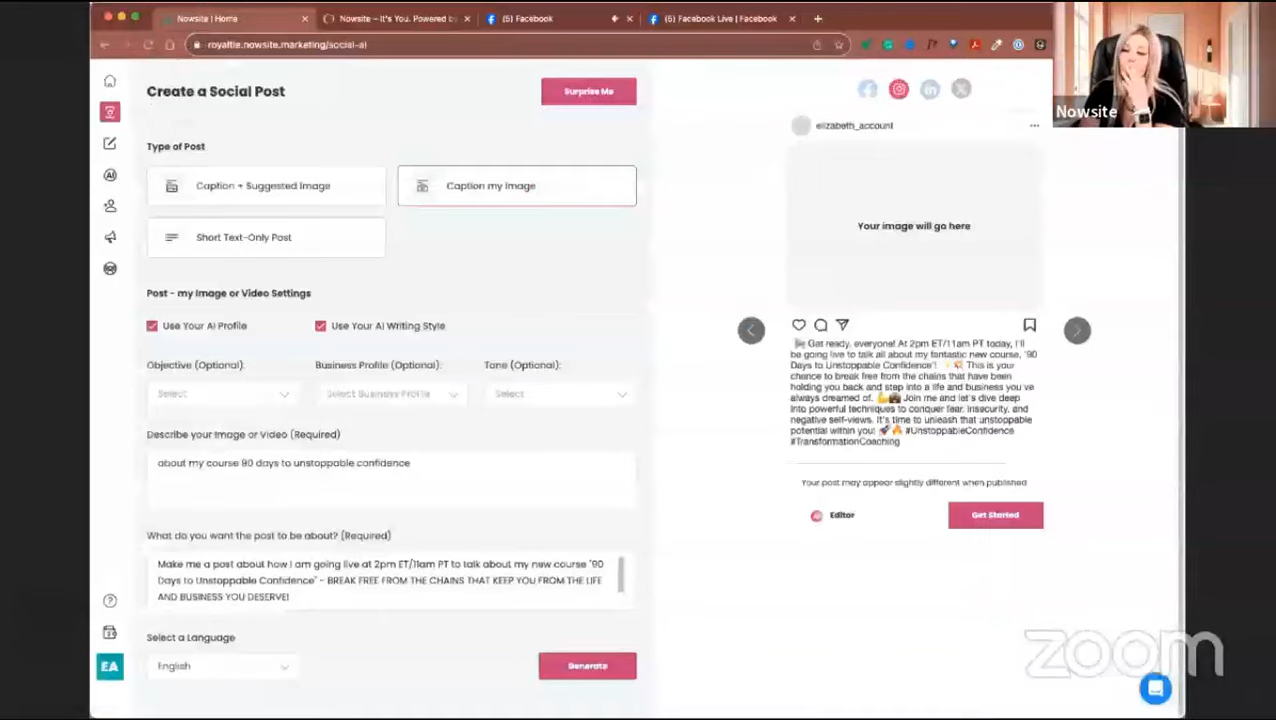 Nowsite | Home
Nowsite – It's You. Powered b
(5) Facebook
(5) Facebook Live | Facebook
royaltie.nowsite.marketing/social-ai
Nowsite
Create a Social Post
Surprise Me
Type of Post
Caption + Suggested Image
Caption my Image
Short Text-Only Post
Post - my Image or Video Settings
Use Your AI Profile
Use Your AI Writing Style
Objective (Optional):
Business Profile (Optional):
Tone (Optional):
Select
Select Business Profile
Select
Describe your Image or Video (Required)
about my course 90 days to unstoppable confidence
What do you want the post to be about? (Required)
Make me a post about how I am going live at 2pm ET/11am PT to talk about my new course '90
Days to Unstoppable Confidence" - BREAK FREE FROM THE CHAINS THAT KEEP YOU FROM THE LIFE
AND BUSINESS YOU DESERVE!
Select a Language
English
Generate
EA
AI
elizabeth_account
Your image will go here
Get ready, everyone! At 2pm ET/11am PT today, I'll
be going live to talk all about my fantastic new course, '90
Days to Unstoppable Confidence'! ✨💥 This is your
chance to break free from the chains that have been
holding you back and step into a life and business you've
always dreamed of. 💪 Join me and let's dive deep
into powerful techniques to conquer fear, insecurity, and
negative self-views. It's time to unleash that unstoppable
potential within you! 🚀🔥 #UnstoppableConfidence
#TransformationCoaching
Your post may appear slightly different when published
Editor
Get Started
zoom